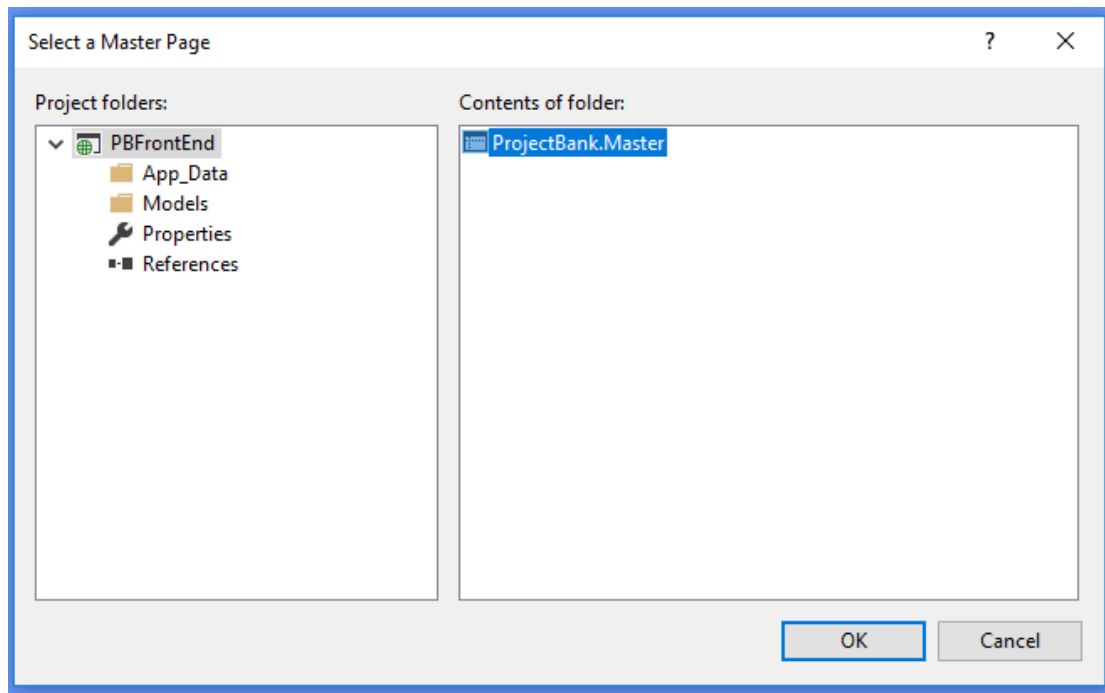 Select a Master Page
?
Project folders:
Contents of folder:
PBFrontEnd
App_Data
Models
Properties
References
ProjectBank.Master
OK
Cancel